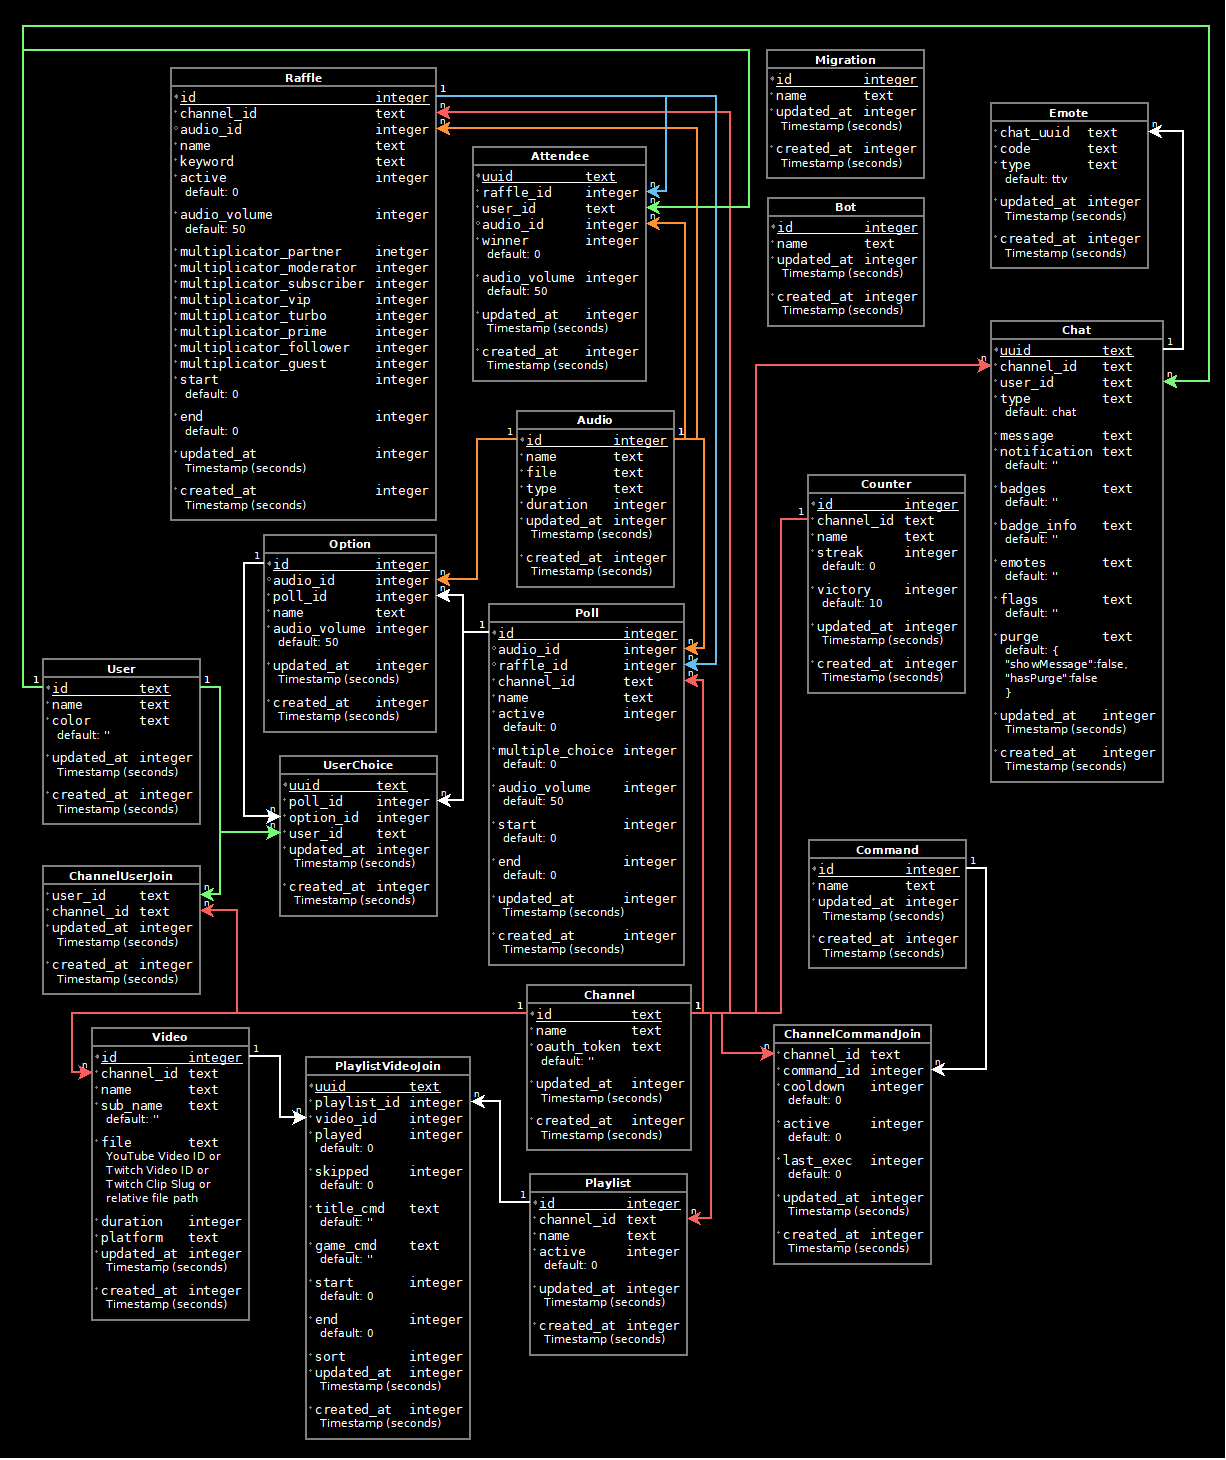 Raffle
id integer
channel_id text
audio_id integer
name text
keyword text
active integer
default: 0
audio_volume integer
default: 50
multiplicator_partner inetger
multiplicator_moderator integer
multiplicator_subscriber integer
multiplicator_vip integer
multiplicator_turbo integer
multiplicator_prime integer
multiplicator_follower integer
multiplicator_guest integer
start integer
default: 0
end integer
default: 0
updated_at integer
Timestamp (seconds)
created_at integer
Timestamp (seconds)
1
n
n
Attendee
uuid text
raffle_id integer
user_id text
audio_id integer
winner integer
default: 0
audio_volume integer
default: 50
updated_at integer
Timestamp (seconds)
created_at integer
Timestamp (seconds)
n
n
n
Migration
id integer
name text
updated_at integer
Timestamp (seconds)
created_at integer
Timestamp (seconds)
Bot
id integer
name text
updated_at integer
Timestamp (seconds)
created_at integer
Timestamp (seconds)
Emote
chat_uuid text
code text
type text
default: ttv
updated_at integer
Timestamp (seconds)
created_at integer
Timestamp (seconds)
n
Chat
uuid text
channel_id text
user_id text
type text
default: chat
message text
notification text
default: ''
badges text
default: ''
badge_info text
default: ''
emotes text
default: ''
flags text
default: ''
purge text
default: {
"showMessage":false,
"hasPurge":false
}
updated_at integer
Timestamp (seconds)
created_at integer
Timestamp (seconds)
1
n
n
Audio
id integer
name text
file text
type text
duration integer
updated_at integer
Timestamp (seconds)
created_at integer
Timestamp (seconds)
1
1
Counter
id integer
channel_id text
name text
streak integer
default: 0
victory integer
default: 10
updated_at integer
Timestamp (seconds)
created_at integer
Timestamp (seconds)
1
Option
id integer
audio_id integer
poll_id integer
name text
audio_volume integer
default: 50
updated_at integer
Timestamp (seconds)
created_at integer
Timestamp (seconds)
1
n
n
Poll
id integer
audio_id integer
raffle_id integer
channel_id text
name text
active integer
default: 0
multiple_choice integer
default: 0
audio_volume integer
default: 50
start integer
default: 0
end integer
default: 0
updated_at integer
Timestamp (seconds)
created_at integer
Timestamp (seconds)
1
n
n
n
User
id text
name text
color text
default: ''
updated_at integer
Timestamp (seconds)
created_at integer
Timestamp (seconds)
1
1
UserChoice
uuid text
poll_id integer
option_id integer
user_id text
updated_at integer
Timestamp (seconds)
created_at integer
Timestamp (seconds)
n
n
n
ChannelUserJoin
user_id text
channel_id text
updated_at integer
Timestamp (seconds)
created_at integer
Timestamp (seconds)
n
n
Command
id integer
name text
updated_at integer
Timestamp (seconds)
created_at integer
Timestamp (seconds)
1
Channel
id text
name text
oauth_token text
default: ''
updated_at integer
Timestamp (seconds)
created_at integer
Timestamp (seconds)
1
1
Video
id integer
channel_id text
name text
sub_name text
default: ''
file text
YouTube Video ID or
Twitch Video ID or
Twitch Clip Slug or
relative file path
duration integer
platform text
updated_at integer
Timestamp (seconds)
created_at integer
Timestamp (seconds)
1
n
PlaylistVideoJoin
uuid text
playlist_id integer
video_id integer
played integer
default: 0
skipped integer
default: 0
title_cmd text
default: ''
game_cmd text
default: ''
start integer
default: 0
end integer
default: 0
sort integer
updated_at integer
Timestamp (seconds)
created_at integer
Timestamp (seconds)
n
n
Playlist
id integer
channel_id text
name text
active integer
default: 0
updated_at integer
Timestamp (seconds)
created_at integer
Timestamp (seconds)
1
n
ChannelCommandJoin
channel_id text
command_id integer
cooldown integer
default: 0
active integer
default: 0
last_exec integer
default: 0
updated_at integer
Timestamp (seconds)
created_at integer
Timestamp (seconds)
n
n